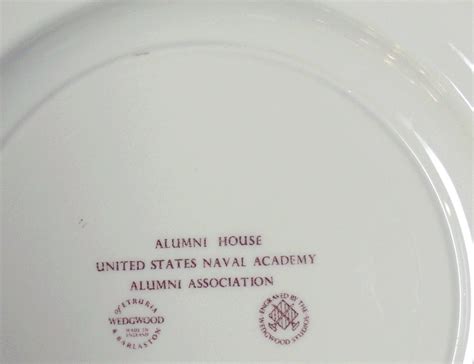 ALUMNI HOUSE
UNITED STATES NAVAL ACADEMY
ALUMNI ASSOCIATION
of ETRURIA
WEDGWOOD
MADE IN
ENGLAND
& BARLASTON
ENGRAVED BY THE
WEDGWOOD STUDIOS